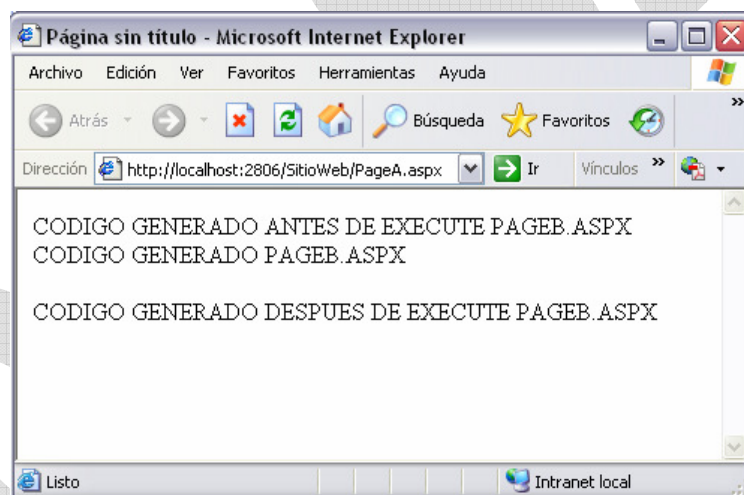 Página sin título - Microsoft Internet Explorer
Archivo Edición Ver Favoritos Herramientas Ayuda
Atrás Búsqueda Favoritos »
Dirección http://localhost:2806/SitioWeb/PageA.aspx Ir Vínculos »
CODIGO GENERADO ANTES DE EXECUTE PAGEB.ASPX
CODIGO GENERADO PAGEB.ASPX
CODIGO GENERADO DESPUES DE EXECUTE PAGEB.ASPX
Listo Intranet local